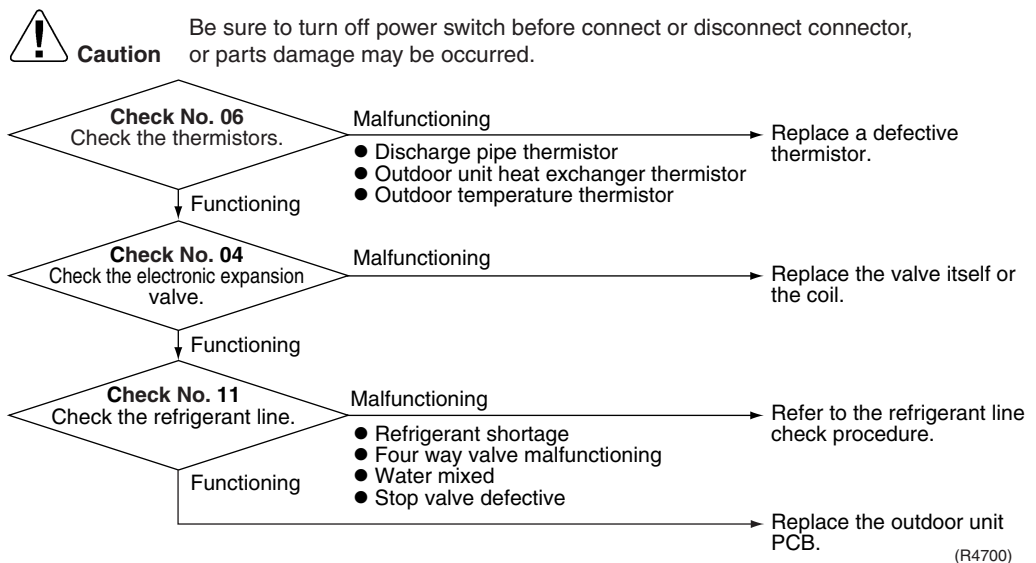 Caution
Be sure to turn off power switch before connect or disconnect connector,
or parts damage may be occurred.
Check No. 06
Check the thermistors.
Malfunctioning
● Discharge pipe thermistor
● Outdoor unit heat exchanger thermistor
● Outdoor temperature thermistor
Replace a defective
thermistor.
Functioning
Check No. 04
Check the electronic expansion
valve.
Malfunctioning
Replace the valve itself or
the coil.
Functioning
Check No. 11
Check the refrigerant line.
Malfunctioning
● Refrigerant shortage
● Four way valve malfunctioning
● Water mixed
● Stop valve defective
Refer to the refrigerant line
check procedure.
Functioning
Replace the outdoor unit
PCB.
(R4700)